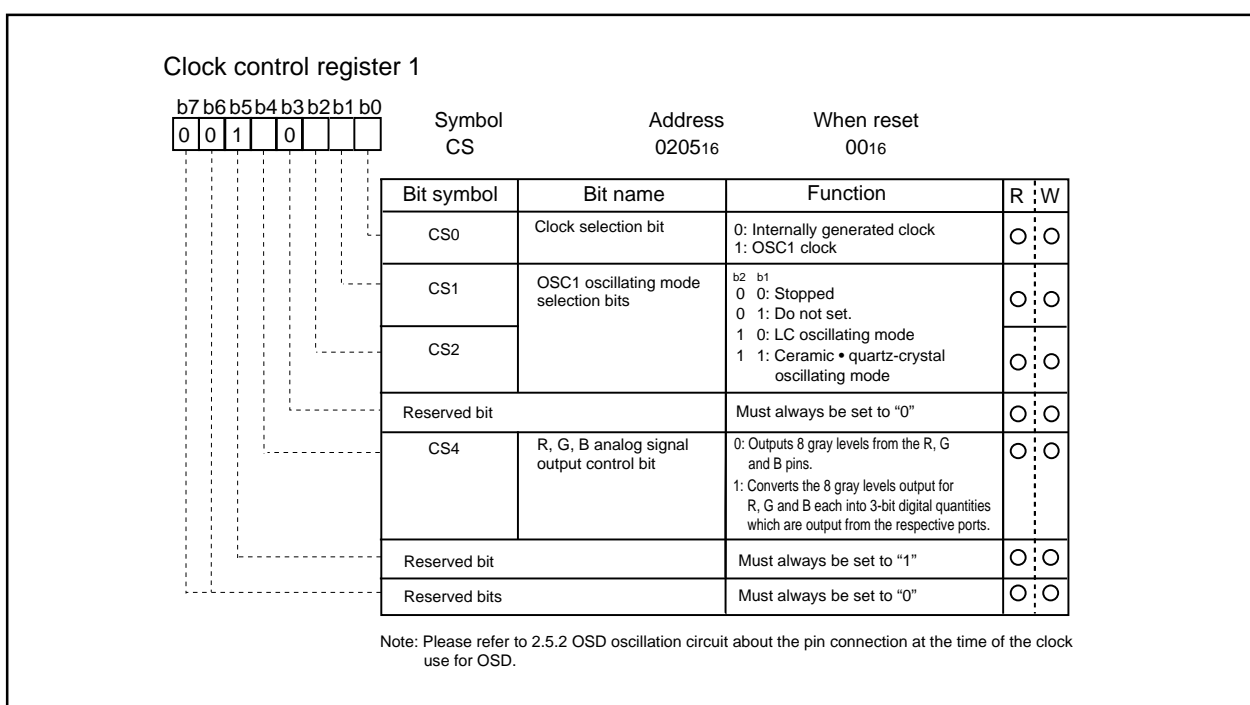 Clock control register 1
b7 b6 b5 b4 b3 b2 b1 b0
0 0 1 0
Symbol Address When reset
CS 020516 0016
Bit symbol Bit name Function R W
CS0 Clock selection bit 0: Internally generated clock
1: OSC1 clock
CS1 OSC1 oscillating mode
selection bits
b2 b1
0 0: Stopped
0 1: Do not set.
CS2 1 0: LC oscillating mode
1 1: Ceramic • quartz-crystal
oscillating mode
Reserved bit Must always be set to “0”
CS4 R, G, B analog signal
output control bit
0: Outputs 8 gray levels from the R, G
and B pins.
1: Converts the 8 gray levels output for
R, G and B each into 3-bit digital quantities
which are output from the respective ports.
Reserved bit Must always be set to “1”
Reserved bits Must always be set to “0”
Note: Please refer to 2.5.2 OSD oscillation circuit about the pin connection at the time of the clock
use for OSD.